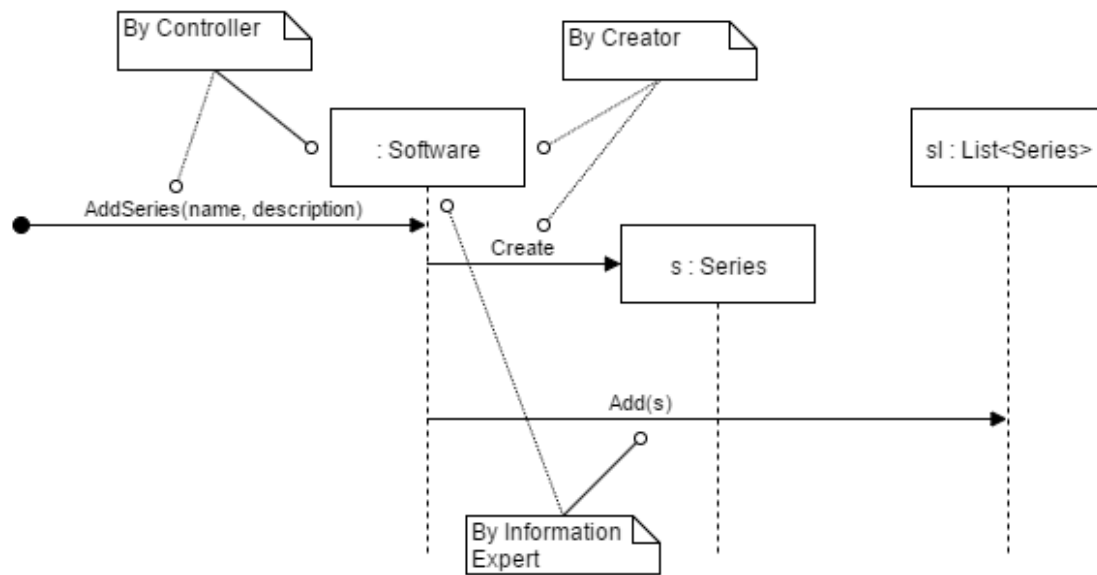 By Controller
By Creator
: Software
sl : List<Series>
AddSeries(name, description)
Create
s : Series
Add(s)
By Information
Expert